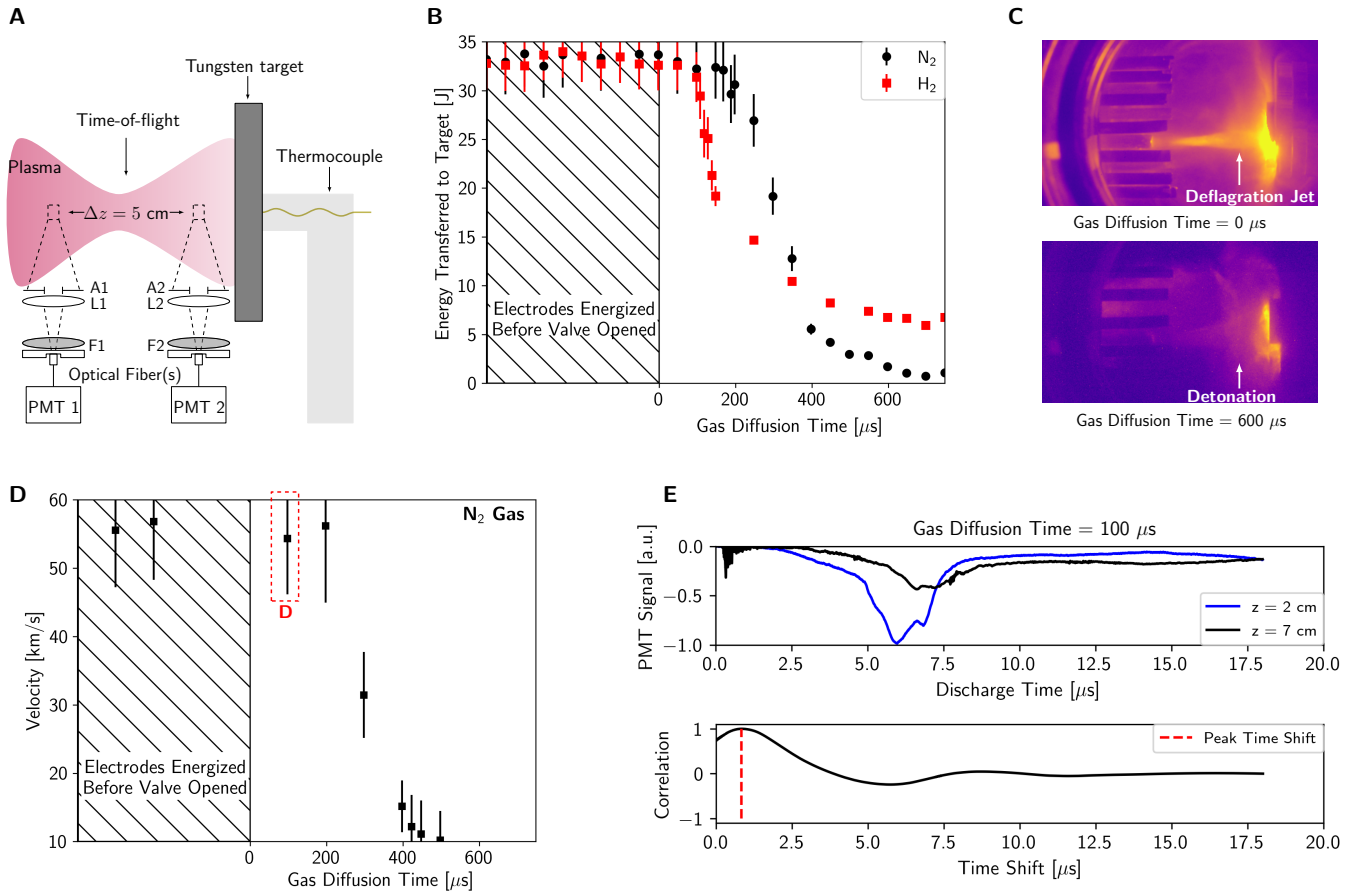 A
Tungsten target
Time-of-flight
Thermocouple
Plasma
Δz = 5 cm
A1
A2
L1
L2
F1
F2
Optical Fiber(s)
PMT 1
PMT 2
B
35
30
25
20
15
10
5
0
Energy Transferred to Target [J]
N₂
H₂
Electrodes Energized
Before Valve Opened
0
200
400
600
Gas Diffusion Time [μs]
C
Deflagration Jet
Gas Diffusion Time = 0 μs
Detonation
Gas Diffusion Time = 600 μs
D
60
50
40
30
20
10
Velocity [km/s]
N₂ Gas
D
Electrodes Energized
Before Valve Opened
0
200
400
600
Gas Diffusion Time [μs]
E
Gas Diffusion Time = 100 μs
0.0
−0.5
−1.0
PMT Signal [a.u.]
z = 2 cm
z = 7 cm
0.0
2.5
5.0
7.5
10.0
12.5
15.0
17.5
20.0
Discharge Time [μs]
1
0
−1
Correlation
Peak Time Shift
0.0
2.5
5.0
7.5
10.0
12.5
15.0
17.5
20.0
Time Shift [μs]